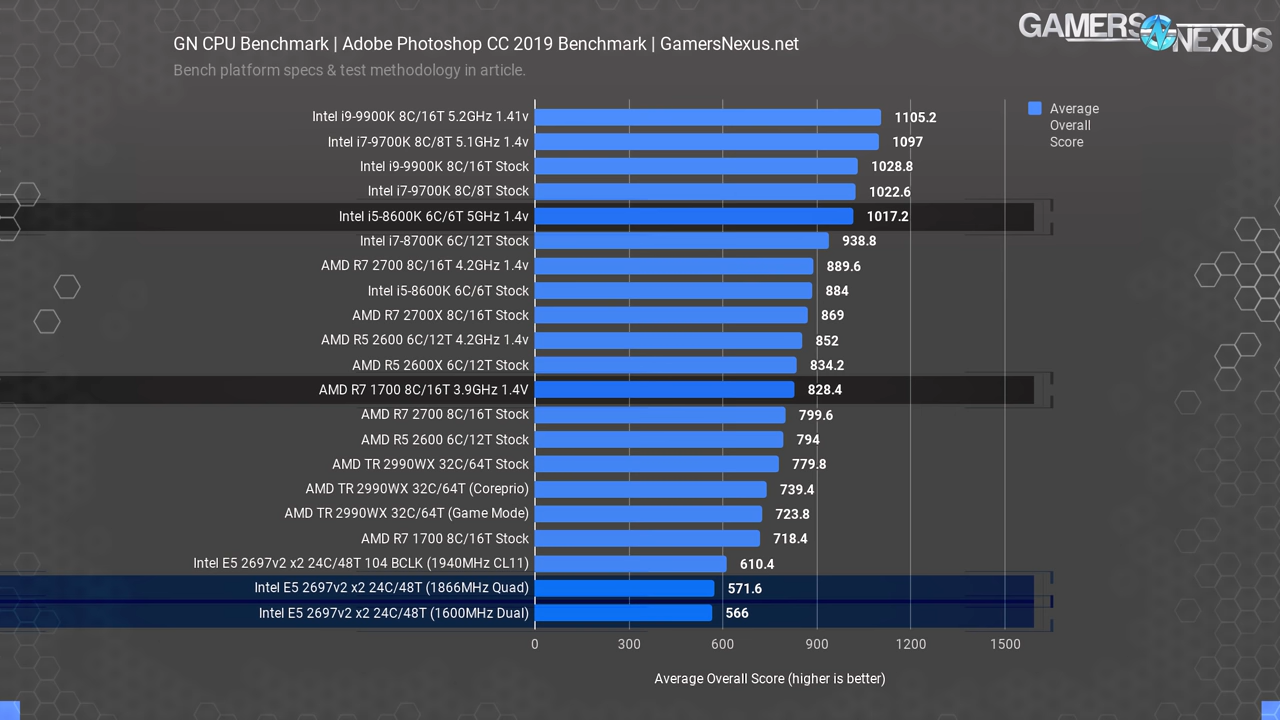 GAMERS NEXUS
GN CPU Benchmark | Adobe Photoshop CC 2019 Benchmark | GamersNexus.net
Bench platform specs & test methodology in article.
Average
Overall
Score
Intel i9-9900K 8C/16T 5.2GHz 1.41v 1105.2
Intel i7-9700K 8C/8T 5.1GHz 1.4v 1097
Intel i9-9900K 8C/16T Stock 1028.8
Intel i7-9700K 8C/8T Stock 1022.6
Intel i5-8600K 6C/6T 5GHz 1.4v 1017.2
Intel i7-8700K 6C/12T Stock 938.8
AMD R7 2700 8C/16T 4.2GHz 1.4v 889.6
Intel i5-8600K 6C/6T Stock 884
AMD R7 2700X 8C/16T Stock 869
AMD R5 2600 6C/12T 4.2GHz 1.4v 852
AMD R5 2600X 6C/12T Stock 834.2
AMD R7 1700 8C/16T 3.9GHz 1.4V 828.4
AMD R7 2700 8C/16T Stock 799.6
AMD R5 2600 6C/12T Stock 794
AMD TR 2990WX 32C/64T Stock 779.8
AMD TR 2990WX 32C/64T (Coreprio) 739.4
AMD TR 2990WX 32C/64T (Game Mode) 723.8
AMD R7 1700 8C/16T Stock 718.4
Intel E5 2697v2 x2 24C/48T 104 BCLK (1940MHz CL11) 610.4
Intel E5 2697v2 x2 24C/48T (1866MHz Quad) 571.6
Intel E5 2697v2 x2 24C/48T (1600MHz Dual) 566
0 300 600 900 1200 1500
Average Overall Score (higher is better)